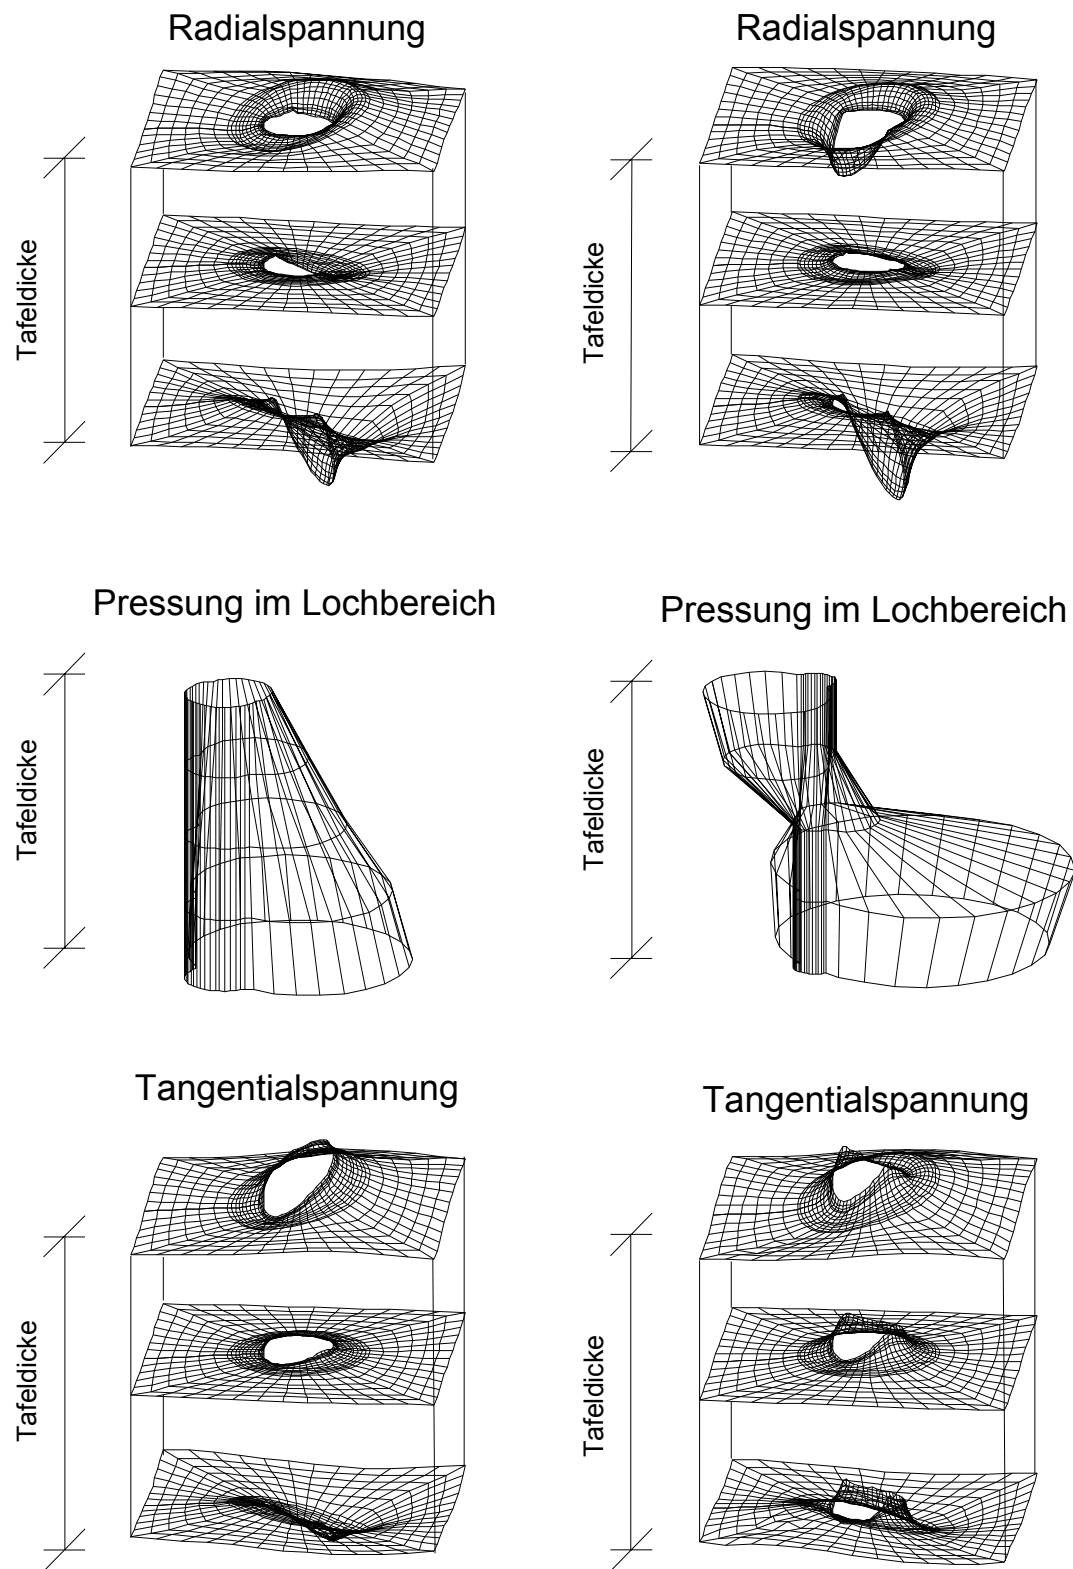 Radialspannung
Radialspannung
Tafeldicke
Tafeldicke
Pressung im Lochbereich
Pressung im Lochbereich
Tafeldicke
Tafeldicke
Tangentialspannung
Tangentialspannung
Tafeldicke
Tafeldicke